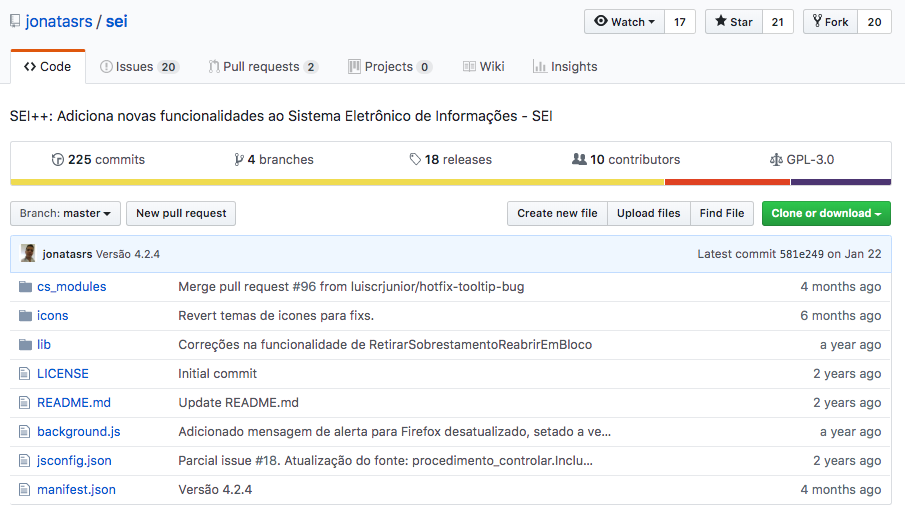 jonatasrs / sei Watch 17 Star 21 Fork 20
Code Issues 20 Pull requests 2 Projects 0 Wiki Insights
SEI++: Adiciona novas funcionalidades ao Sistema Eletrônico de Informações - SEI
225 commits 4 branches 18 releases 10 contributors GPL-3.0
Branch: master New pull request Create new file Upload files Find File Clone or download
jonatasrs Versão 4.2.4 Latest commit 581e249 on Jan 22
cs_modules Merge pull request #96 from luiscrjunior/hotfix-tooltip-bug 4 months ago
icons Revert temas de icones para fixs. 6 months ago
lib Correções na funcionalidade de RetirarSobrestamentoReabrirEmBloco a year ago
LICENSE Initial commit 2 years ago
README.md Update README.md 2 years ago
background.js Adicionado mensagem de alerta para Firefox desatualizado, setado a ve... a year ago
jsconfig.json Parcial issue #18. Atualização do fonte: procedimento_controlar.Inclu... 2 years ago
manifest.json Versão 4.2.4 4 months ago